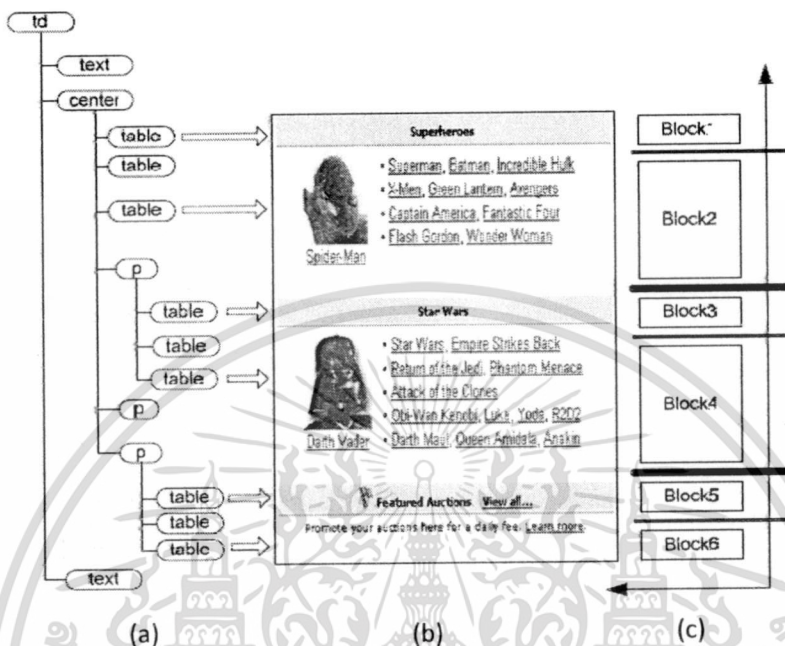 td
text
center
table
table
table
p
table
table
table
p
p
table
table
table
text
(a)
Superheroes
• Superman, Batman, Incredible Hulk
• X-Men, Green Lantern, Avengers
• Captain America, Fantastic Four
• Flash Gordon, Wonder Woman
Spider-Man
Star Wars
• Star Wars, Empire Strikes Back
• Return of the Jedi, Phantom Menace
• Attack of the Clones
• Obi-Wan Kenobi, Luke, Yoda, R2D2
• Darth Maul, Queen Amidala, Anakin
Darth Vader
Featured Auctions View all...
Promote your auctions here for a daily fee. Learn more.
(b)
Block1
Block2
Block3
Block4
Block5
Block6
(c)